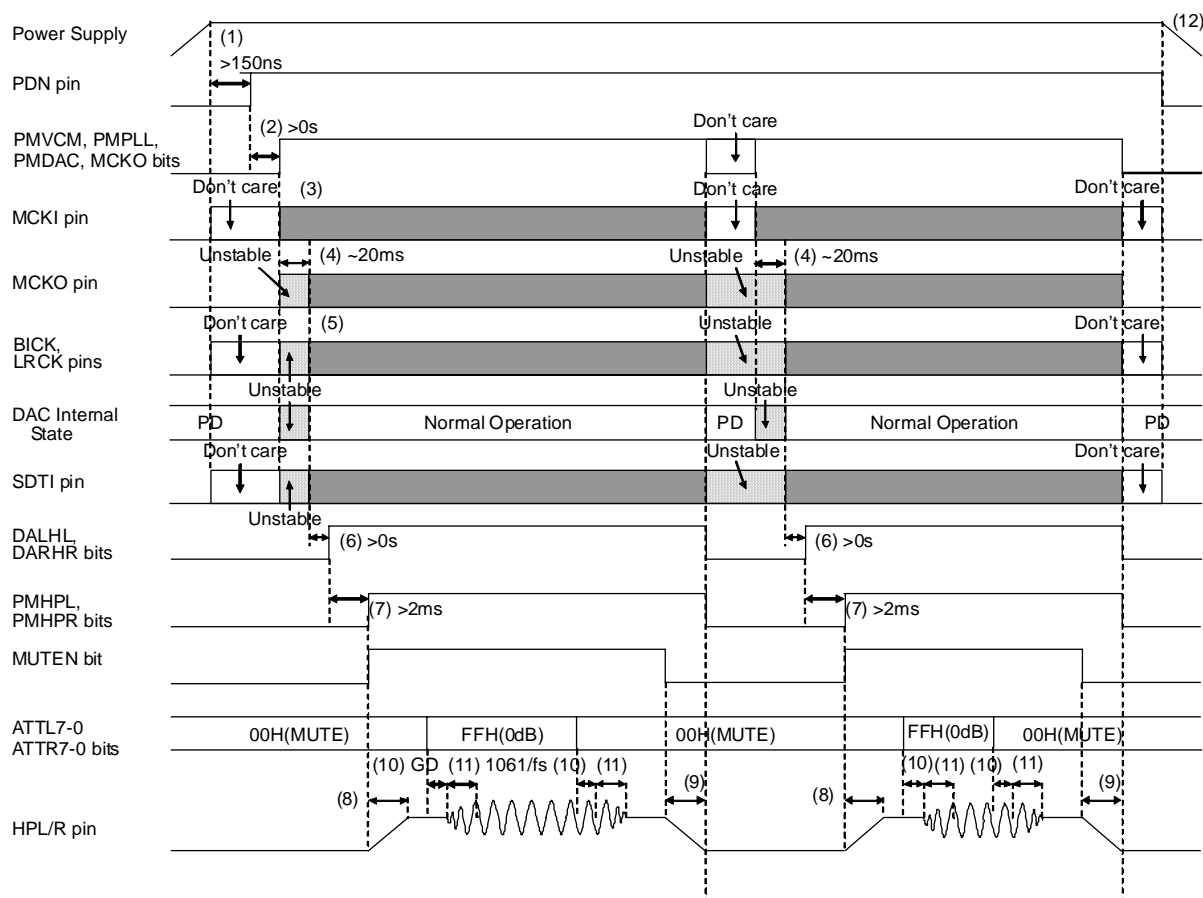 Power Supply
(1)
(12)
>150ns
PDN pin
(2) >0s
Don't care
PMVCM, PMPLL,
PMDAC, MCKO bits
Don't care
(3)
Don't care
Don't care
MCKI pin
Unstable
(4) ~20ms
Unstable
(4) ~20ms
MCKO pin
Don't care
(5)
Unstable
Don't care
BICK,
LRCK pins
Unstable
Unstable
DAC Internal
State
PD
Normal Operation
PD
Normal Operation
PD
Don't care
Unstable
Don't care
SDTI pin
Unstable
DALHL,
DARHR bits
(6) >0s
(6) >0s
PMHPL,
PMHPR bits
(7) >2ms
(7) >2ms
MUTEN bit
ATTL7-0
ATTR7-0 bits
00H(MUTE)
FFH(0dB)
00H(MUTE)
FFH(0dB)
00H(MUTE)
(10) GD
(11) 1061/fs
(10)
(11)
(10)
(11)
(10)
(11)
(8)
(9)
(8)
(9)
HPL/R pin